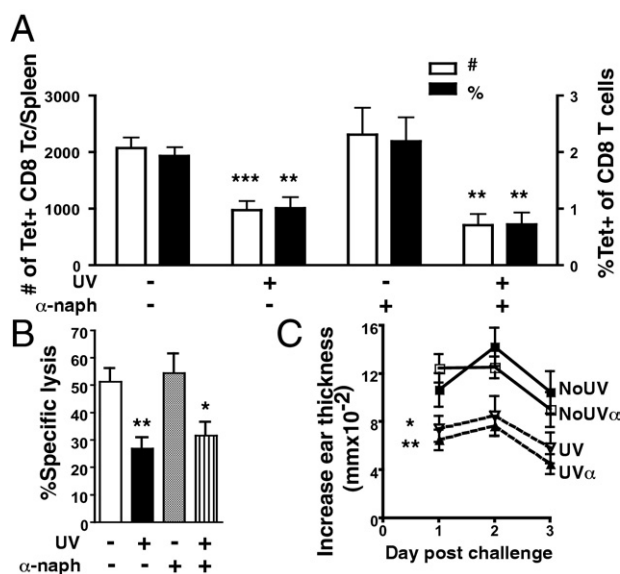 A
#
%
# of Tet+ CD8 Tc/Spleen
3000
2000
1000
0
*** ** ** **
3
2
1
0
%Tet+ of CD8 T cells
UV - + - +
α-naph - - + +
B
%Specific lysis
70
60
50
40
30
20
10
0
** *
UV - + - +
α-naph - - + +
C
Increase ear thickness
(mmx10-2)
16
12
8
4
0
*
**
NoUV
NoUVα
UV
UVα
0 1 2 3
Day post challenge